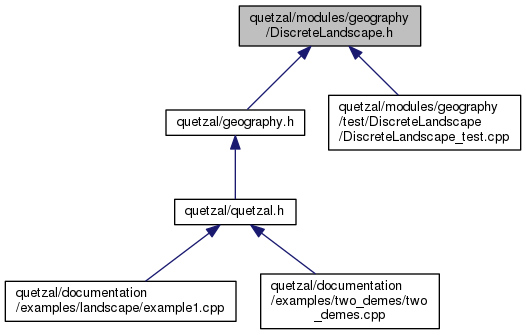 quetzal/modules/geography
/DiscreteLandscape.h
quetzal/geography.h
quetzal/modules/geography
/test/DiscreteLandscape
/DiscreteLandscape_test.cpp
quetzal/quetzal.h
quetzal/documentation
/examples/landscape/example1.cpp
quetzal/documentation
/examples/two_demes/two
_demes.cpp